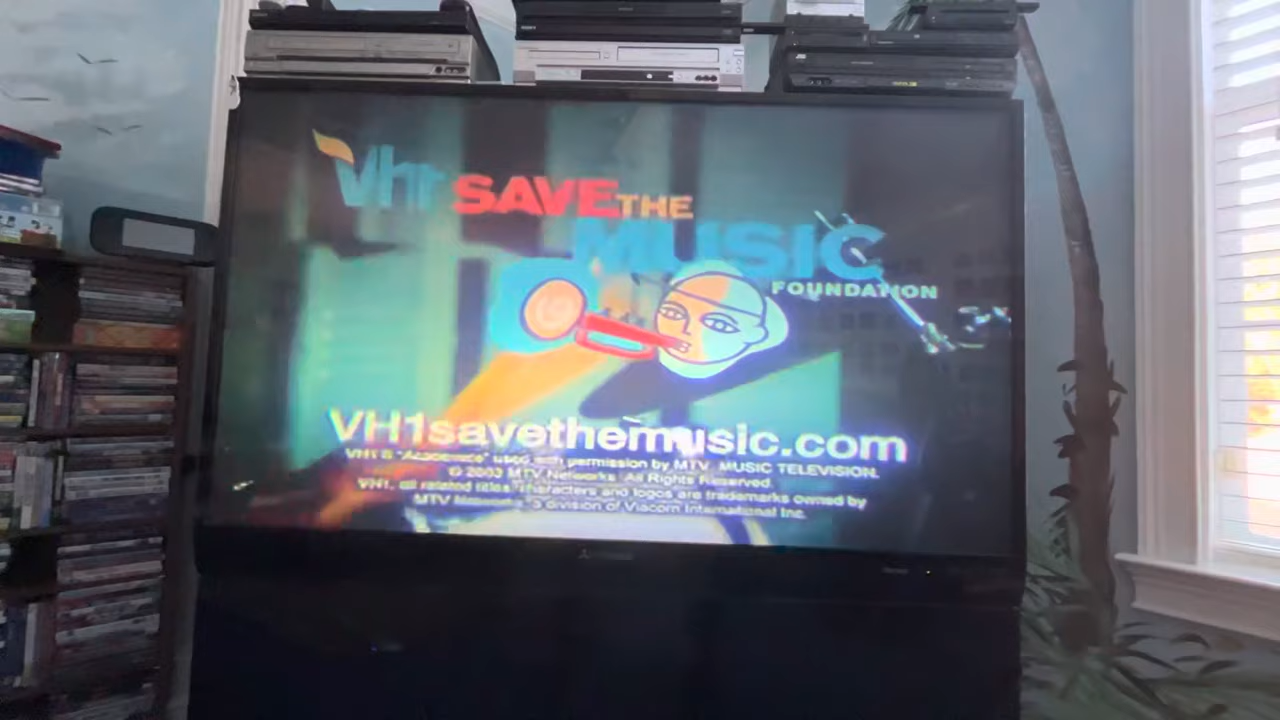 Vh1 SAVE THE
MUSIC
FOUNDATION
VH1savethemusic.com
VH1's "Academics" used with permission by MTV: MUSIC TELEVISION.
© 2003 MTV Networks. All Rights Reserved.
VH1, all related titles, characters and logos are trademarks owned by
MTV Networks, a division of Viacom International Inc.